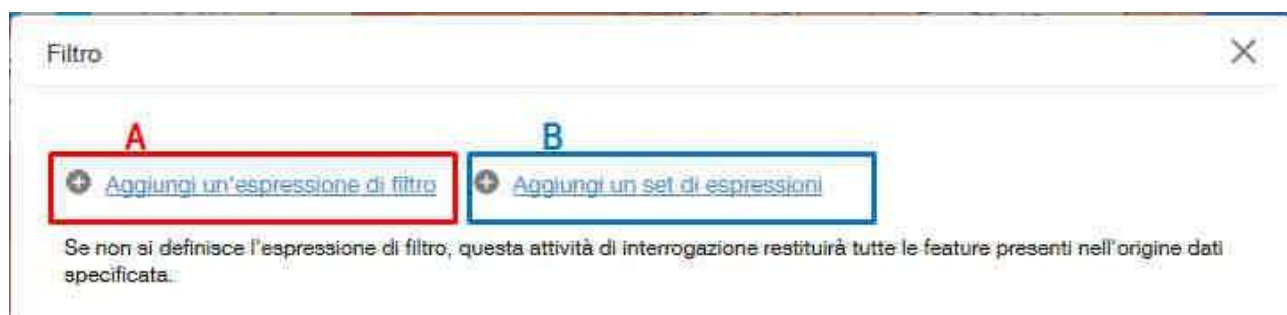 Filtro
A
B
Aggiungi un'espressione di filtro
Aggiungi un set di espressioni
Se non si definisce l'espressione di filtro, questa attività di interrogazione restituirà tutte le feature presenti nell'origine dati
specificata.